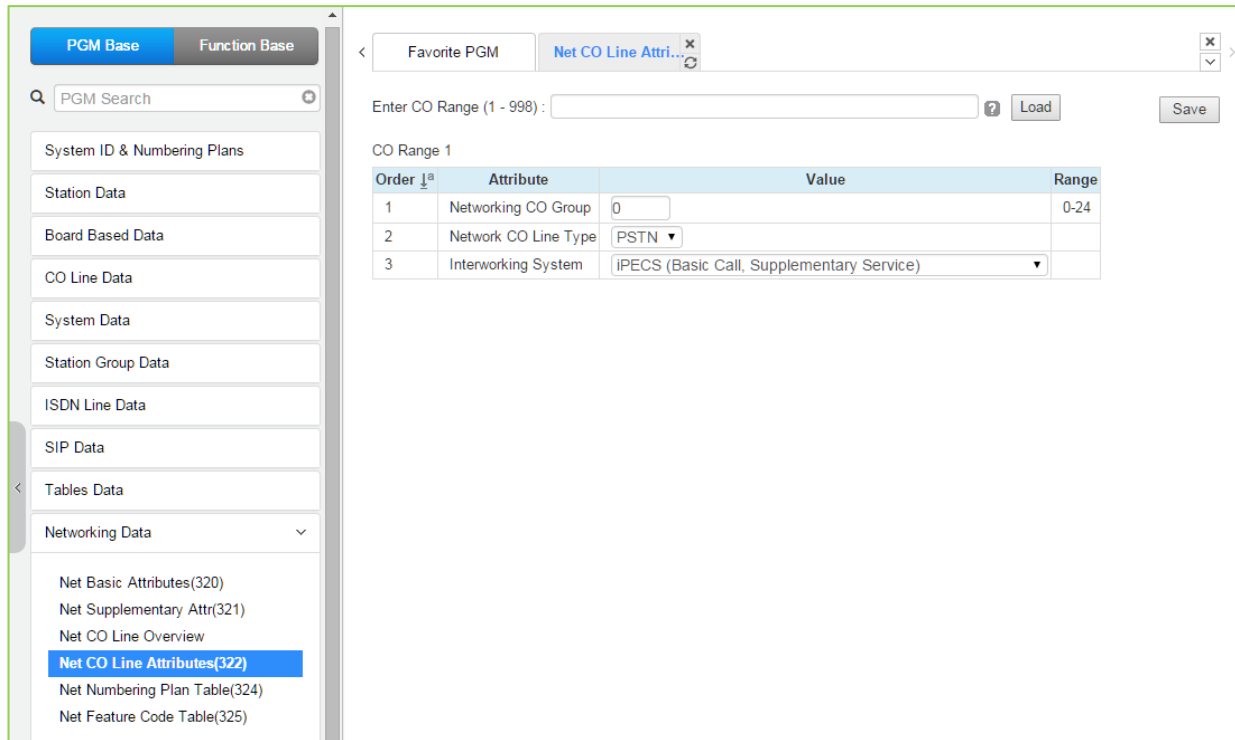 PGM Base
Function Base
PGM Search
System ID & Numbering Plans
Station Data
Board Based Data
CO Line Data
System Data
Station Group Data
ISDN Line Data
SIP Data
Tables Data
Networking Data
Net Basic Attributes(320)
Net Supplementary Attr(321)
Net CO Line Overview
Net CO Line Attributes(322)
Net Numbering Plan Table(324)
Net Feature Code Table(325)
Favorite PGM
Net CO Line Attri...
Enter CO Range (1 - 998) :
Load
Save
CO Range 1
Order Attribute Value Range
1 Networking CO Group 0 0-24
2 Network CO Line Type PSTN
3 Interworking System iPECS (Basic Call, Supplementary Service)